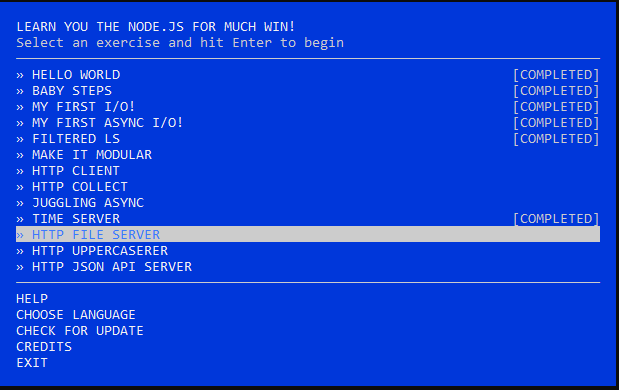 LEARN YOU THE NODE.JS FOR MUCH WIN!
Select an exercise and hit Enter to begin
» HELLO WORLD [COMPLETED]
» BABY STEPS [COMPLETED]
» MY FIRST I/O! [COMPLETED]
» MY FIRST ASYNC I/O! [COMPLETED]
» FILTERED LS [COMPLETED]
» MAKE IT MODULAR
» HTTP CLIENT
» HTTP COLLECT
» JUGGLING ASYNC
» TIME SERVER [COMPLETED]
» HTTP FILE SERVER
» HTTP UPPERCASERER
» HTTP JSON API SERVER
HELP
CHOOSE LANGUAGE
CHECK FOR UPDATE
CREDITS
EXIT